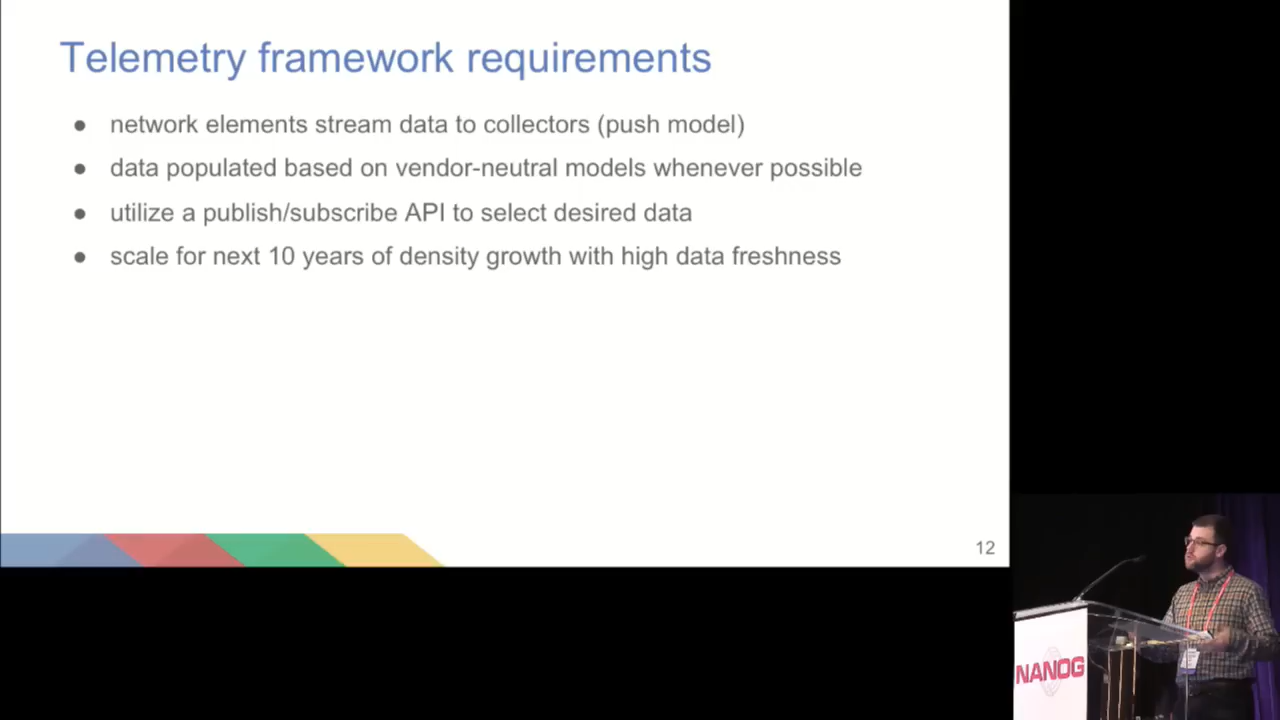 Telemetry framework requirements
● network elements stream data to collectors (push model)
● data populated based on vendor-neutral models whenever possible
● utilize a publish/subscribe API to select desired data
● scale for next 10 years of density growth with high data freshness
12
NANOG